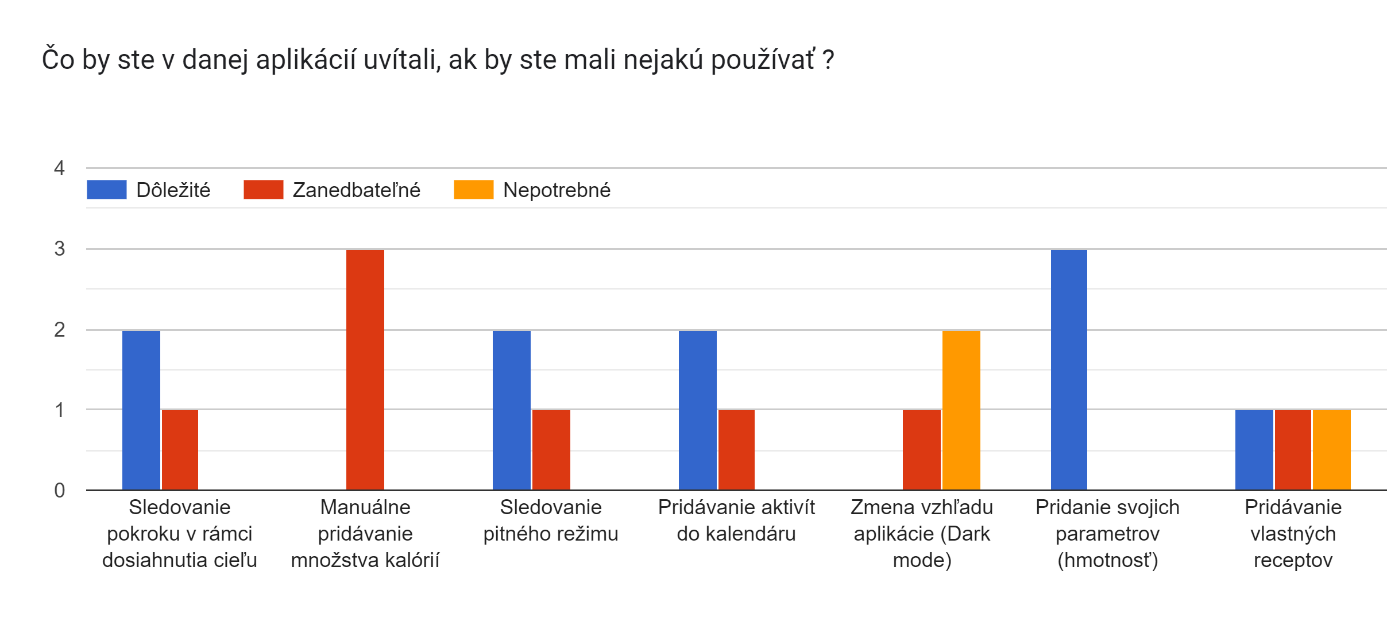 Čo by ste v danej aplikácií uvítali, ak by ste mali nejakú používať ?
4
Dôležité
Zanedbateľné
Nepotrebné
3
2
1
0
Sledovanie
pokroku v rámci
dosiahnutia cieľu
Manuálne
pridávanie
množstva kalórií
Sledovanie
pitného režimu
Pridávanie aktivít
do kalendáru
Zmena vzhľadu
aplikácie (Dark
mode)
Pridanie svojich
parametrov
(hmotnosť)
Pridávanie
vlastných
receptov